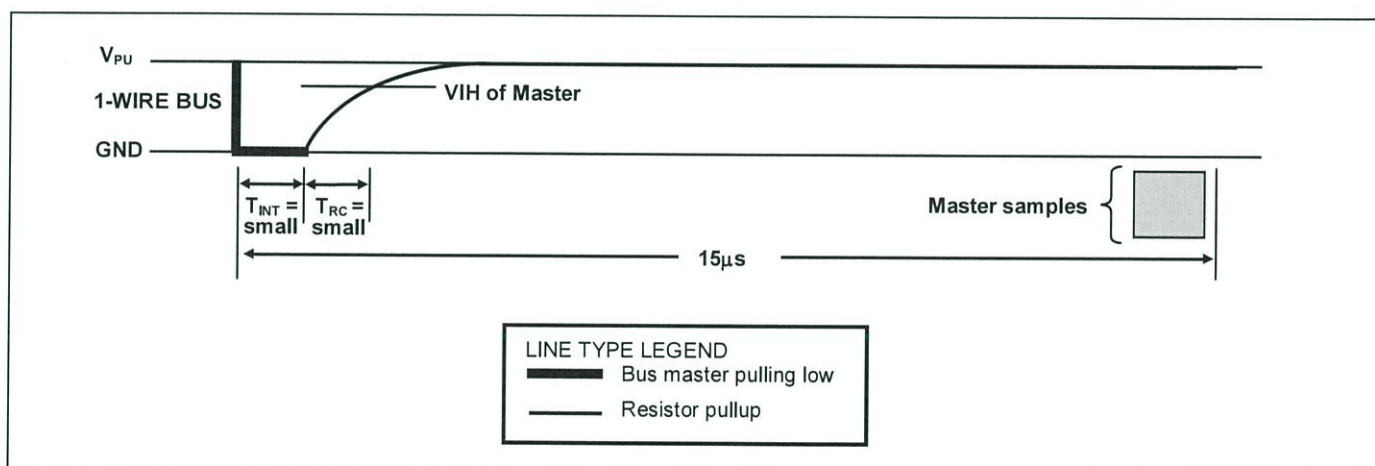 V_PU
1-WIRE BUS
VIH of Master
GND
T_INT = T_RC =
small small
Master samples
15μs
LINE TYPE LEGEND
Bus master pulling low
Resistor pullup